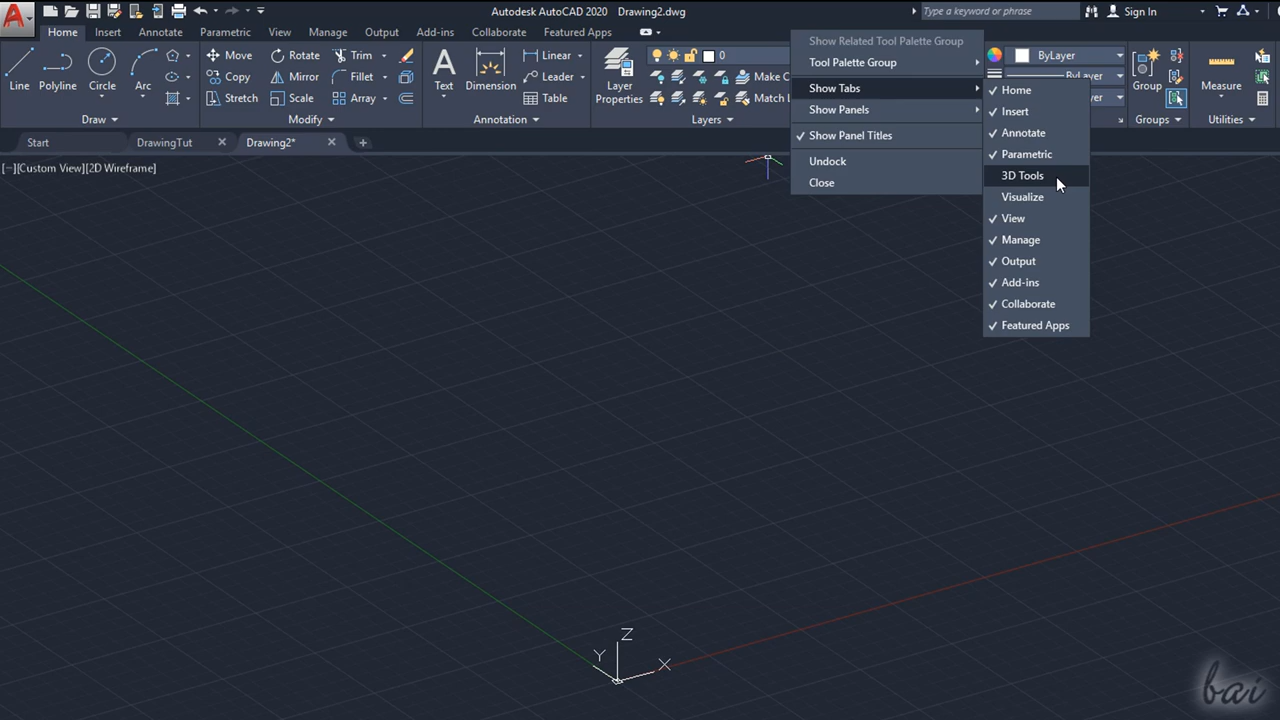 Autodesk AutoCAD 2020 Drawing2.dwg
Type a keyword or phrase
Sign In
Home Insert Annotate Parametric View Manage Output Add-ins Collaborate Featured Apps
Line
Polyline
Circle
Arc
Draw
Move Rotate Trim
Copy Mirror Fillet
Stretch Scale Array
Modify
Text
Dimension
Linear
Leader
Table
Annotation
Layer
Properties
0
Make C
Match L
Layers
Show Related Tool Palette Group
Tool Palette Group
Show Tabs
Show Panels
Show Panel Titles
Undock
Close
Home
Insert
Annotate
Parametric
3D Tools
Visualize
View
Manage
Output
Add-ins
Collaborate
Featured Apps
ByLayer
ByLayer
ayer
Group
Groups
Measure
Utilities
Start DrawingTut Drawing2*
[−][Custom View][2D Wireframe]
Z
Y
X
bai